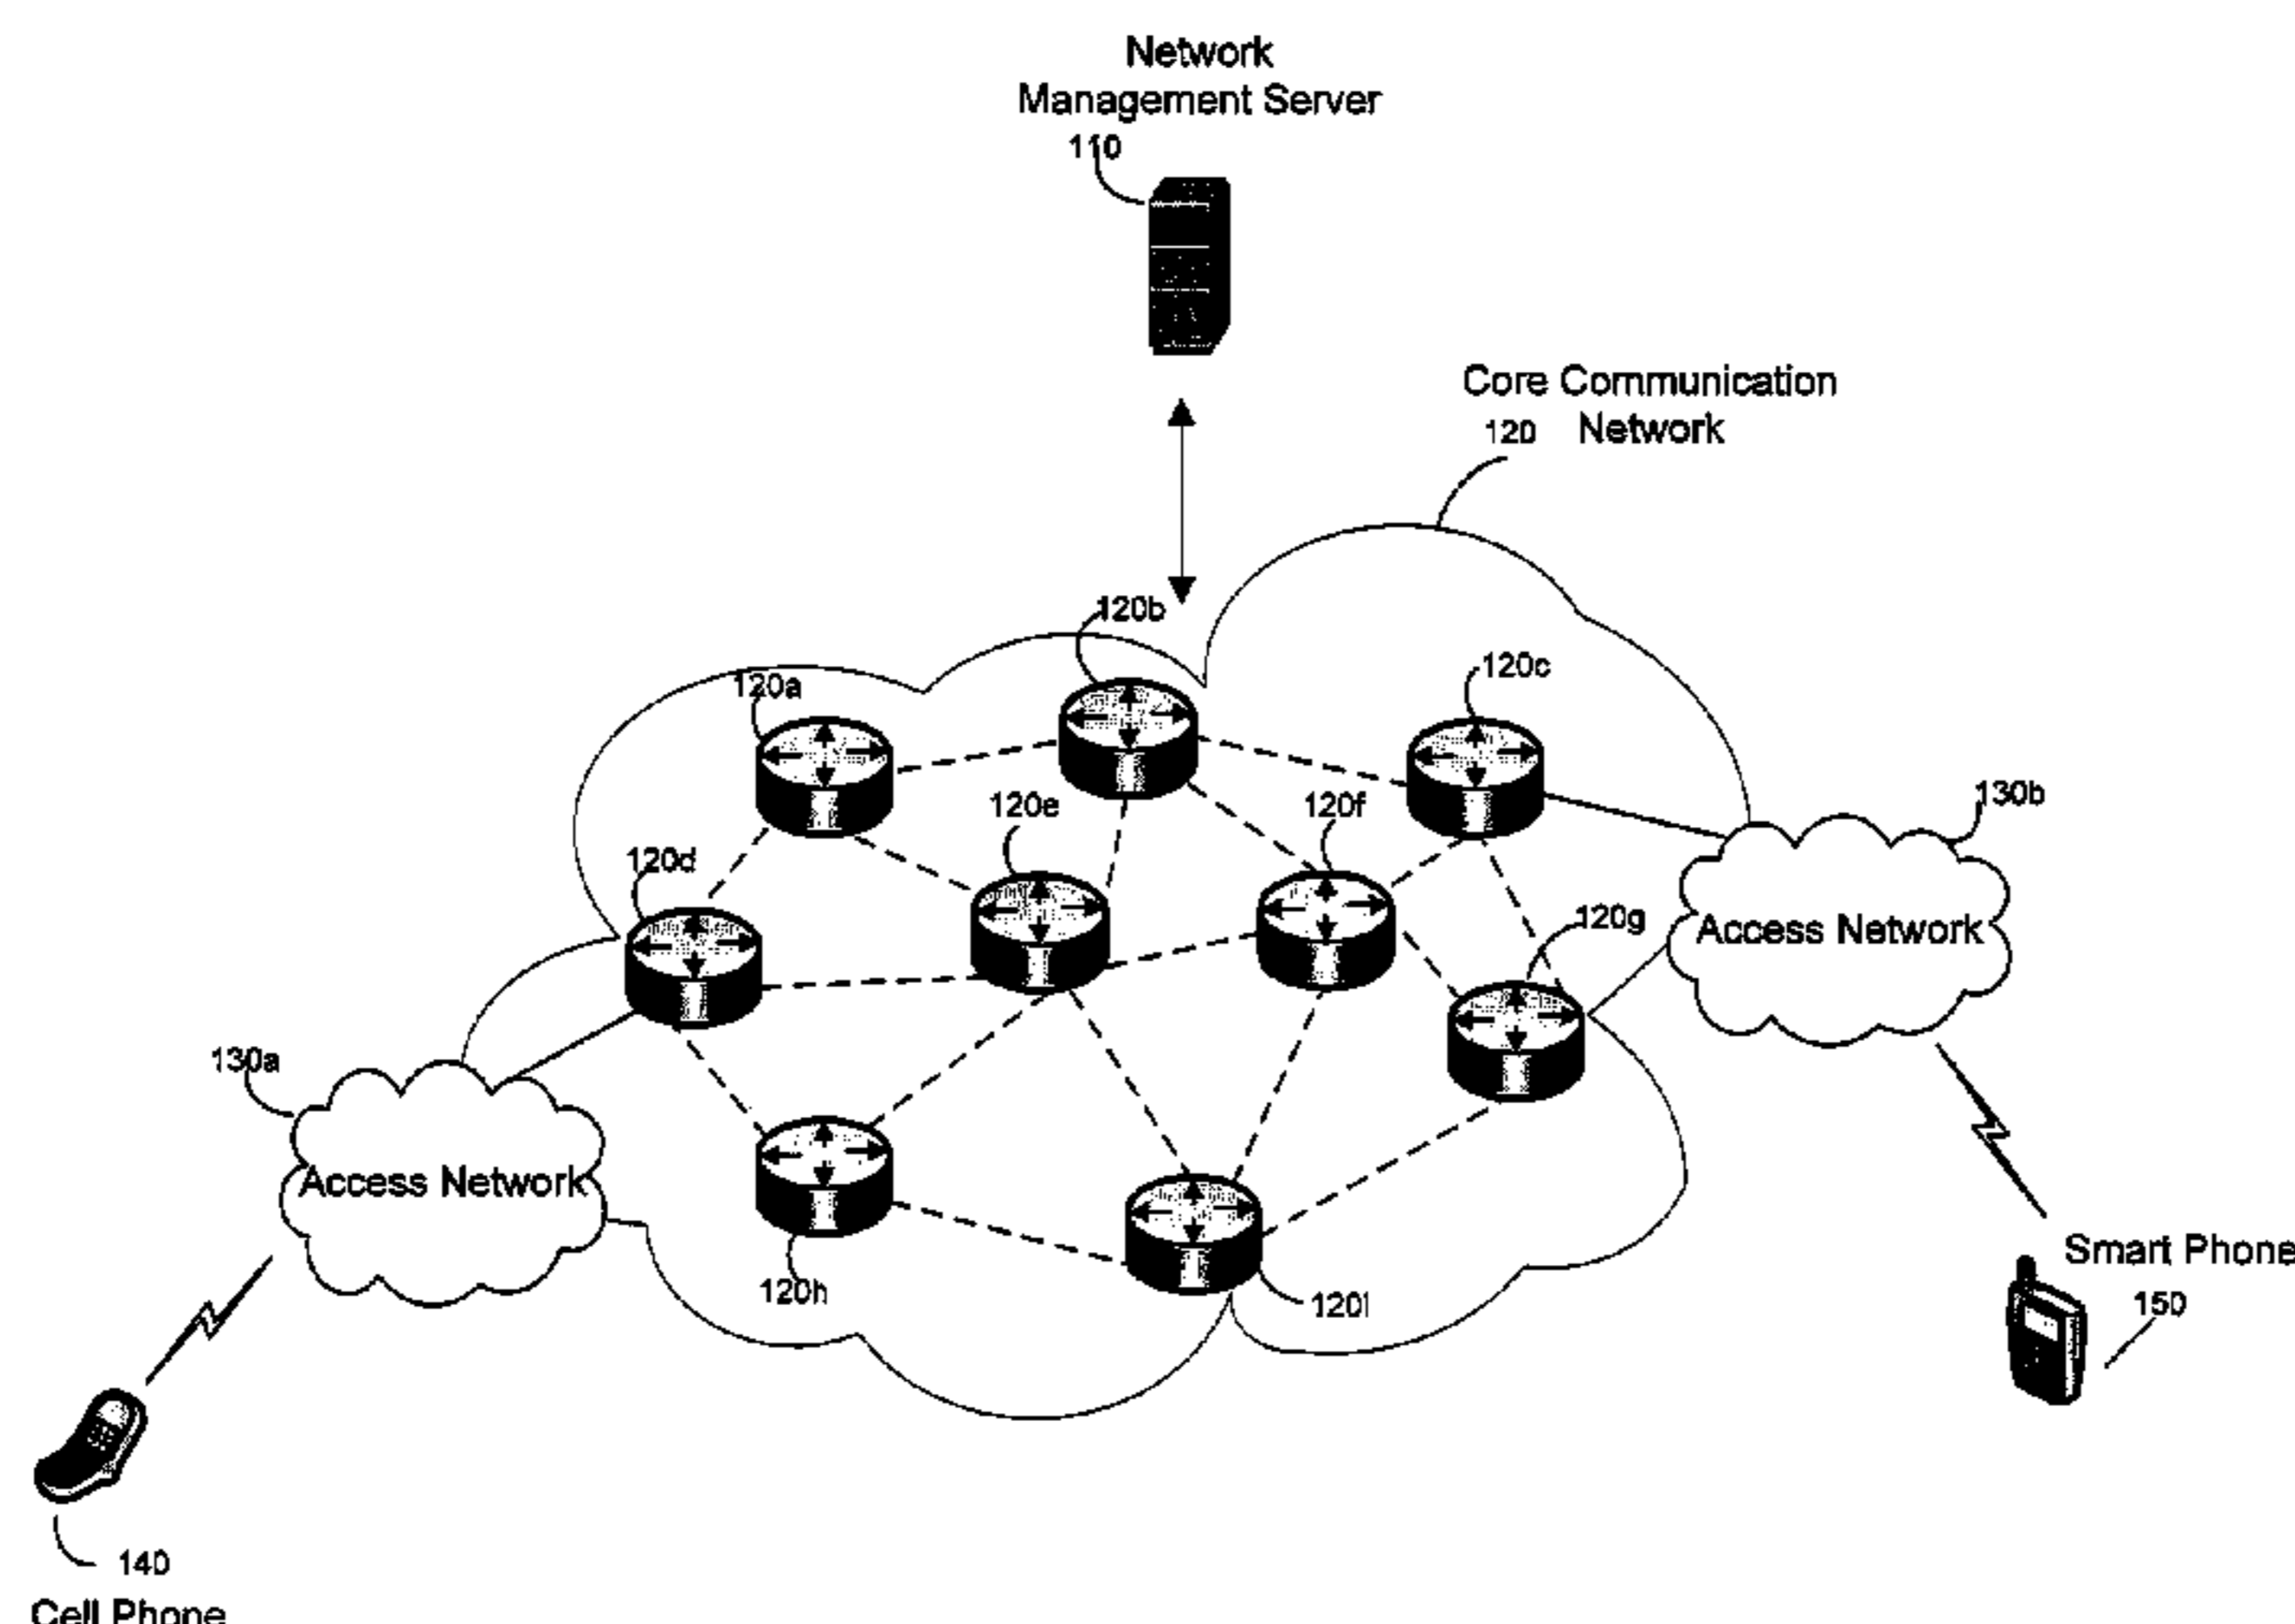 Network
Management Server
110
Core Communication
120 Network
120b
120a
120c
120e
120f
130b
120d
120g
Access Network
130a
Access Network
Smart Phone
120h
120l
150
140
Cell Phone